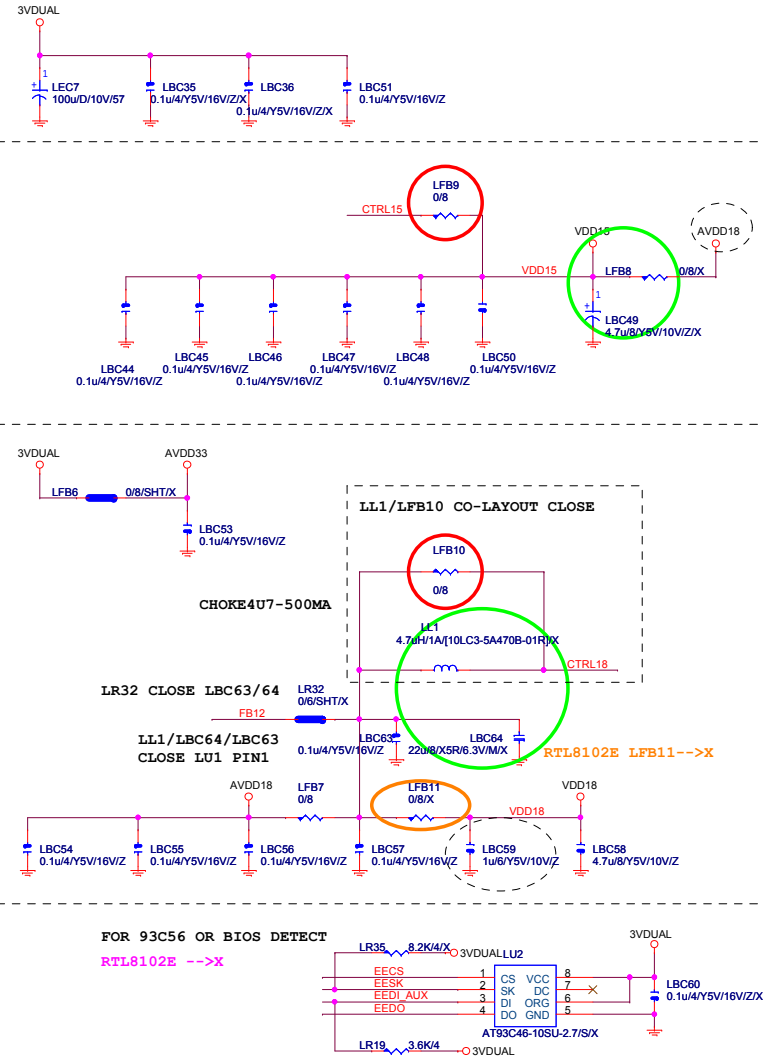 3VDUAL
1
+
LEC7
100u/D/10V/57
LBC35
0.1u/4/Y5V/16V/Z/X
LBC36
0.1u/4/Y5V/16V/Z/X
LBC51
0.1u/4/Y5V/16V/Z
LFB9
0/8
CTRL15
VDD15
VDD15
AVDD18
LFB8
0/8/X
1
+
LBC49
4.7u/8/Y5V/10V/Z/X
LBC44
0.1u/4/Y5V/16V/Z
LBC45
0.1u/4/Y5V/16V/Z
LBC46
0.1u/4/Y5V/16V/Z
LBC47
0.1u/4/Y5V/16V/Z
LBC48
0.1u/4/Y5V/16V/Z
LBC50
0.1u/4/Y5V/16V/Z
3VDUAL
AVDD33
LFB6
0/8/SHT/X
LBC53
0.1u/4/Y5V/16V/Z
LL1/LFB10 CO-LAYOUT CLOSE
LFB10
0/8
CHOKE4U7-500MA
LL1
4.7uH/1A/[10LC3-5A470B-01R]/X
CTRL18
LR32 CLOSE LBC63/64
LR32
0/6/SHT/X
FB12
LL1/LBC64/LBC63
CLOSE LU1 PIN1
LBC63
0.1u/4/Y5V/16V/Z
LBC64
22u/8/X5R/6.3V/M/X
RTL8102E LFB11-->X
AVDD18
LFB7
0/8
LFB11
0/8/X
VDD18
VDD18
LBC54
0.1u/4/Y5V/16V/Z
LBC55
0.1u/4/Y5V/16V/Z
LBC56
0.1u/4/Y5V/16V/Z
LBC57
0.1u/4/Y5V/16V/Z
LBC59
1u/6/Y5V/10V/Z
LBC58
4.7u/8/Y5V/10V/Z
FOR 93C56 OR BIOS DETECT
RTL8102E -->X
LR35
8.2K/4/X
3VDUAL
LU2
3VDUAL
EECS
1
CS
VCC
8
EESK
2
SK
DC
7
EEDI_AUX
3
DI
ORG
6
EEDO
4
DO
GND
5
LBC60
0.1u/4/Y5V/16V/Z/X
AT93C46-10SU-2.7/S/X
LR19
3.6K/4
3VDUAL